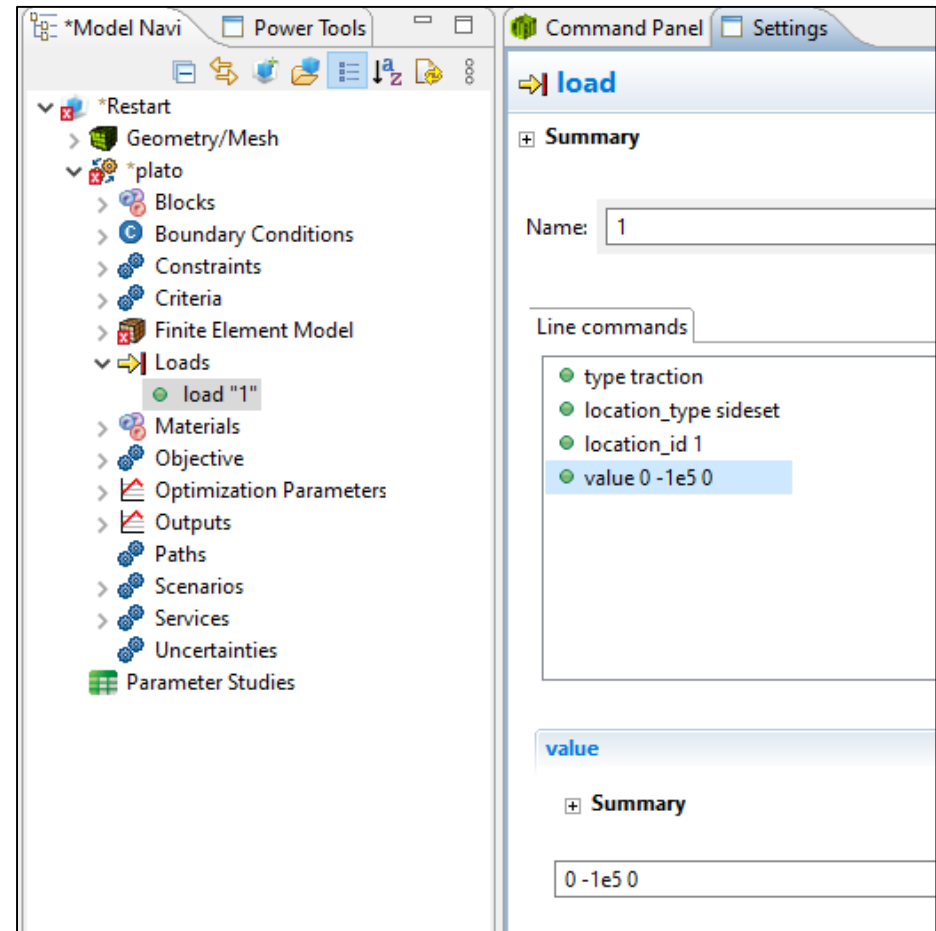 *Model Navi
Power Tools
*Restart
Geometry/Mesh
*plato
Blocks
Boundary Conditions
Constraints
Criteria
Finite Element Model
Loads
load "1"
Materials
Objective
Optimization Parameters
Outputs
Paths
Scenarios
Services
Uncertainties
Parameter Studies
Command Panel
Settings
load
Summary
Name: 1
Line commands
type traction
location_type sideset
location_id 1
value 0 -1e5 0
value
Summary
0 -1e5 0